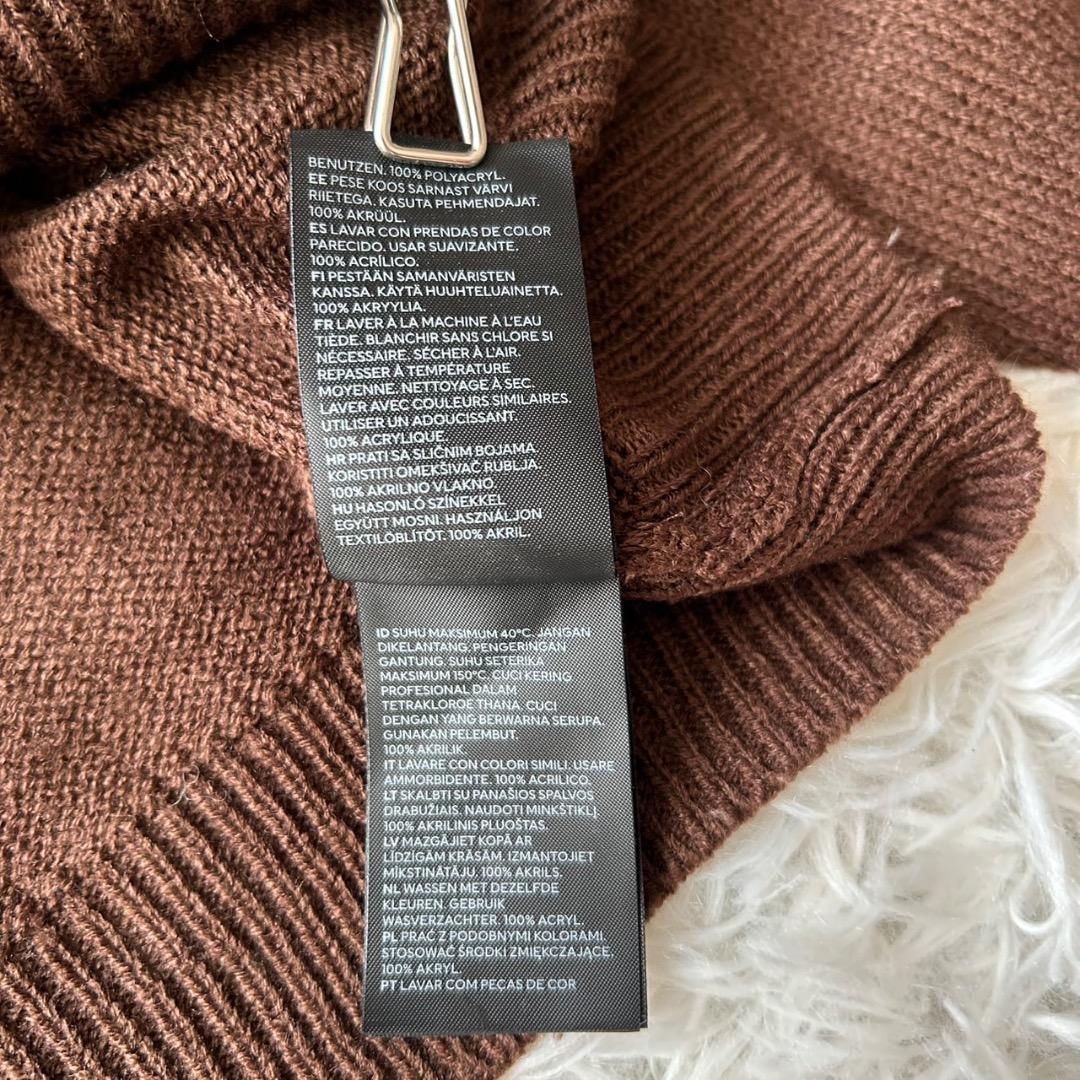 BENUTZEN. 100% POLYACRYL.
EE PESE KOOS SARNAST VÄRVI
RIIETEGA. KASUTA PEHMENDAJAT.
100% AKRÜÜL.
ES LAVAR CON PRENDAS DE COLOR
PARECIDO. USAR SUAVIZANTE.
100% ACRÍLICO.
FI PESTÄÄN SAMANVÄRISTEN
KANSSA. KÄYTÄ HUUHTELUAINETTA.
100% AKRYYLIA.
FR LAVER À LA MACHINE À L'EAU
TIÈDE. BLANCHIR SANS CHLORE SI
NÉCESSAIRE. SÉCHER À L'AIR.
REPASSER À TEMPÉRATURE
MOYENNE. NETTOYAGE À SEC.
LAVER AVEC COULEURS SIMILAIRES.
UTILISER UN ADOUCISSANT.
100% ACRYLIQUE.
HR PRATI SA SLIČNIM BOJAMA
KORISTITI OMEKŠIVAČ RUBLJA.
100% AKRILNO VLAKNO.
HU HASONLÓ SZÍNEKKEL
EGYÜTT MOSNI. HASZNÁLJON
TEXTILÖBLÍTŐT. 100% AKRIL.
ID SUHU MAKSIMUM 40°C. JANGAN
DIKELANTANG. PENGERINGAN
GANTUNG. SUHU SETERIKA
MAKSIMUM 150°C. CUCI KERING
PROFESIONAL DALAM
TETRAKLOROE THANA. CUCI
DENGAN YANG BERWARNA SERUPA.
GUNAKAN PELEMBUT.
100% AKRILIK.
IT LAVARE CON COLORI SIMILI. USARE
AMMORBIDENTE. 100% ACRILICO.
LT SKALBTI SU PANAŠIOS SPALVOS
DRABUŽIAIS. NAUDOTI MINKŠTIKLĮ.
100% AKRILINIS PLUOŠTAS.
LV MAZGĀJIET KOPĀ AR
LĪDZĪGĀM KRĀSĀM. IZMANTOJIET
MĪKSTINĀTĀJU. 100% AKRILS.
NL WASSEN MET DEZELFDE
KLEUREN. GEBRUIK
WASVERZACHTER. 100% ACRYL.
PL PRAĆ Z PODOBNYMI KOLORAMI.
STOSOWAĆ ŚRODKI ZMIĘKCZAJĄCE.
100% AKRYL.
PT LAVAR COM PEÇAS DE COR